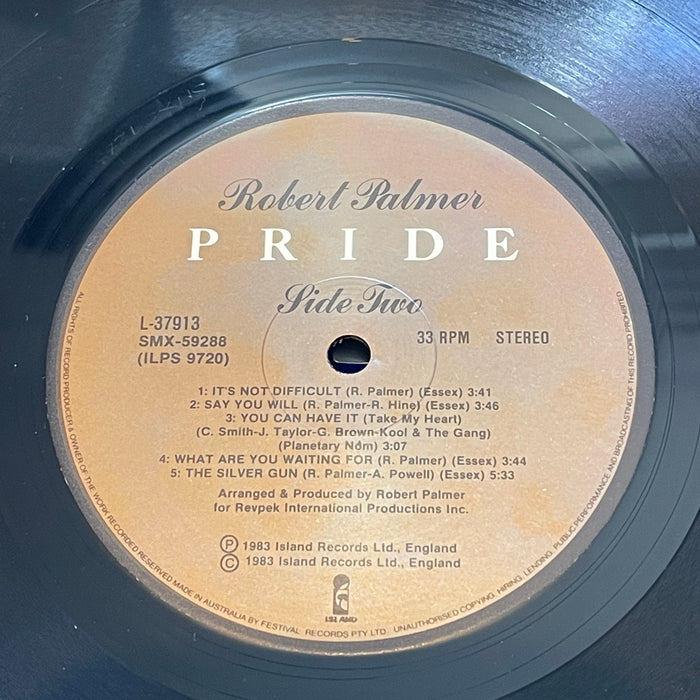 Robert Palmer
PRIDE
Side Two
L-37913
SMX-59288
(ILPS 9720)
33 RPM STEREO
1: IT'S NOT DIFFICULT (R. Palmer) (Essex) 3:41
2: SAY YOU WILL (R. Palmer-R. Hine) (Essex) 3:46
3: YOU CAN HAVE IT (Take My Heart)
(C. Smith-J. Taylor-G. Brown-Kool & The Gang)
(Planetary Nom) 3:07
4: WHAT ARE YOU WAITING FOR (R. Palmer) (Essex) 3:44
5: THE SILVER GUN (R. Palmer-A. Powell) (Essex) 5:33
Arranged & Produced by Robert Palmer
for Revpek International Productions Inc.
Ⓟ 1983 Island Records Ltd., England
© 1983 Island Records Ltd., England
ISLAND
ALL RIGHTS OF RECORD PRODUCER & OWNER OF THE WORK RECORDED RESERVED MADE IN AUSTRALIA BY FESTIVAL RECORDS PTY LTD. UNAUTHORISED COPYING, HIRING, LENDING, PUBLIC PERFORMANCE AND BROADCASTING OF THIS RECORD PROHIBITED